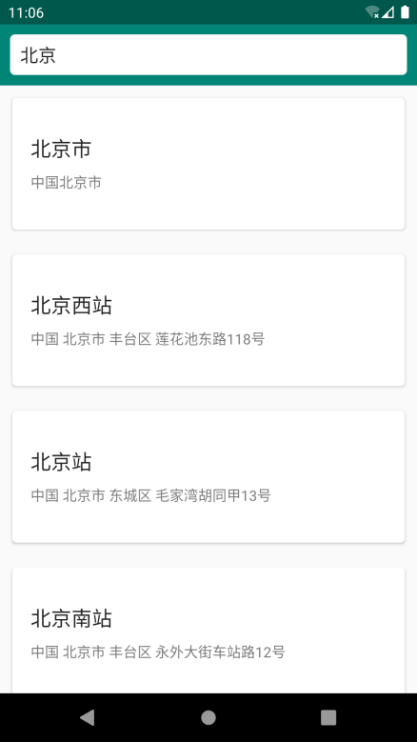 11:06
北京
北京市
中国北京市
北京西站
中国 北京市 丰台区 莲花池东路118号
北京站
中国 北京市 东城区 毛家湾胡同甲13号
北京南站
中国 北京市 丰台区 永外大街车站路12号